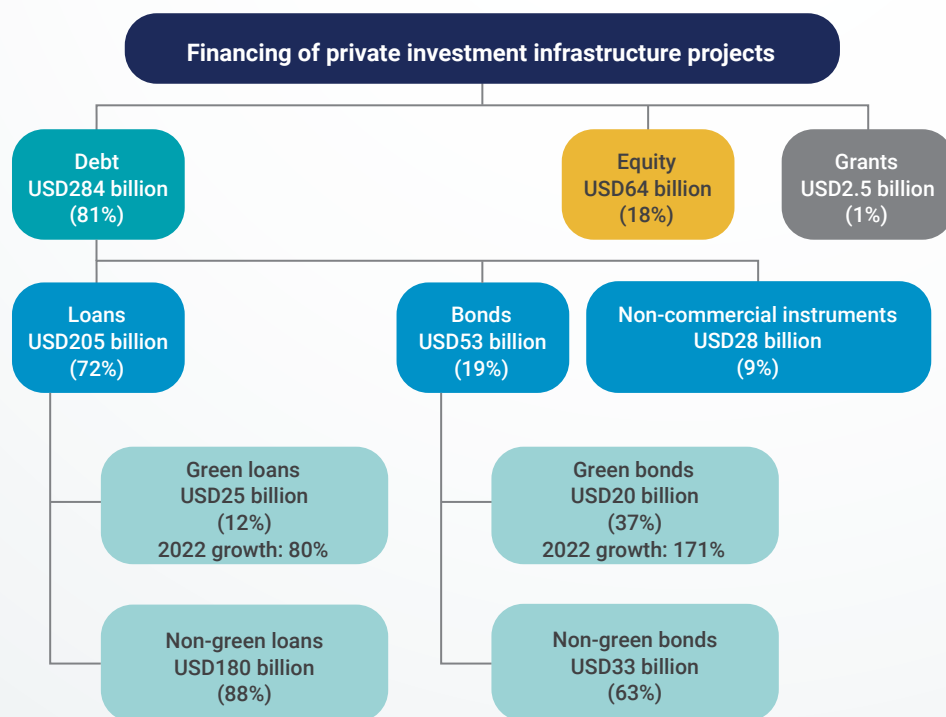 Financing of private investment infrastructure projects
Debt
USD284 billion
(81%)
Equity
USD64 billion
(18%)
Grants
USD2.5 billion
(1%)
Loans
USD205 billion
(72%)
Bonds
USD53 billion
(19%)
Non-commercial instruments
USD28 billion
(9%)
Green loans
USD25 billion
(12%)
2022 growth: 80%
Green bonds
USD20 billion
(37%)
2022 growth: 171%
Non-green loans
USD180 billion
(88%)
Non-green bonds
USD33 billion
(63%)